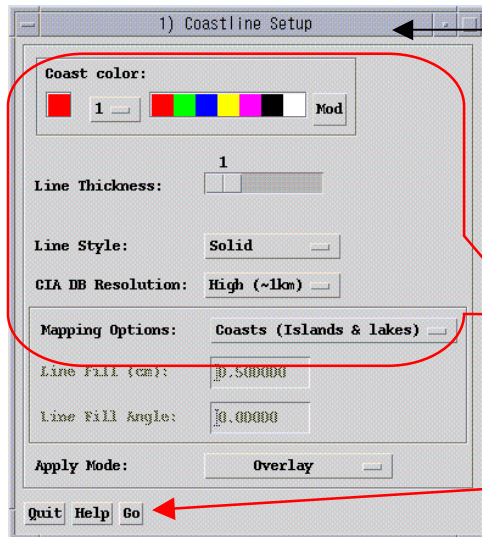 1) Coastline Setup
Coast color:
1
Mod
1
Line Thickness:
Line Style: Solid
CIA DB Resolution: High (~1km)
Mapping Options: Coasts (Islands & lakes)
Line Fill (cm): 0.500000
Line Fill Angle: 0.00000
Apply Mode: Overlay
Quit Help Go